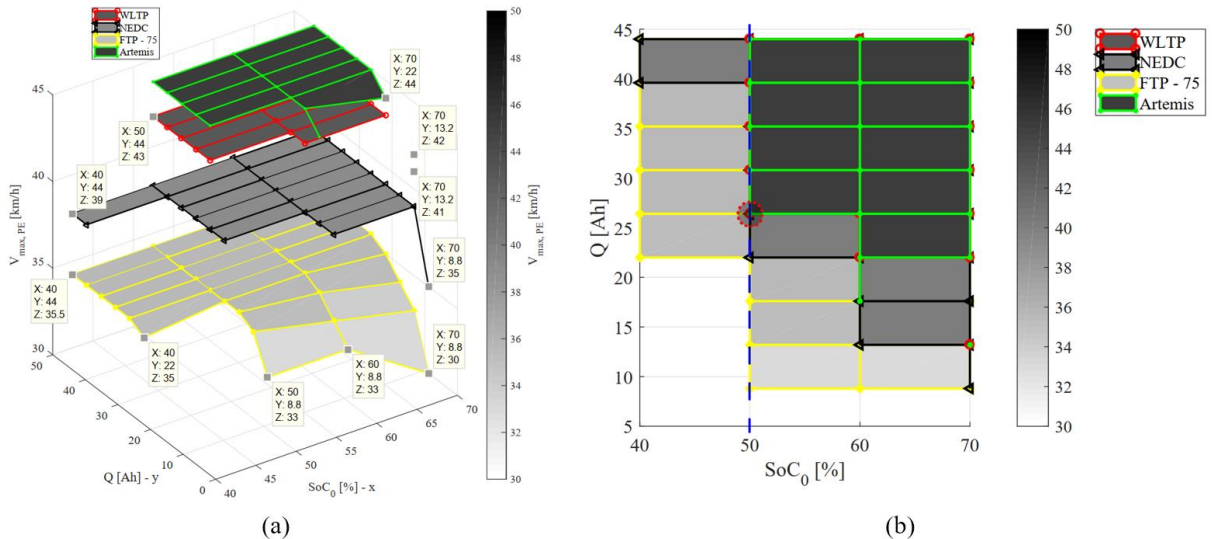 WLTP
NEDC
FTP - 75
Artemis
45
40
35
30
V_max, PE [km/h]
50
40
30
20
10
0
Q [Ah] - y
40
45
50
55
60
65
70
SoC_0 [%] - x
X: 70
Y: 22
Z: 44
X: 50
Y: 44
Z: 43
X: 70
Y: 13.2
Z: 42
X: 40
Y: 44
Z: 39
X: 70
Y: 13.2
Z: 41
X: 70
Y: 8.8
Z: 35
X: 40
Y: 44
Z: 35.5
X: 40
Y: 22
Z: 35
X: 50
Y: 8.8
Z: 33
X: 60
Y: 8.8
Z: 33
X: 70
Y: 8.8
Z: 30
V_max, PE [km/h]
50
48
46
44
42
40
38
36
34
32
30
(a)
45
40
35
30
25
20
15
10
5
Q [Ah]
40
50
60
70
SoC_0 [%]
50
48
46
44
42
40
38
36
34
32
30
WLTP
NEDC
FTP - 75
Artemis
(b)